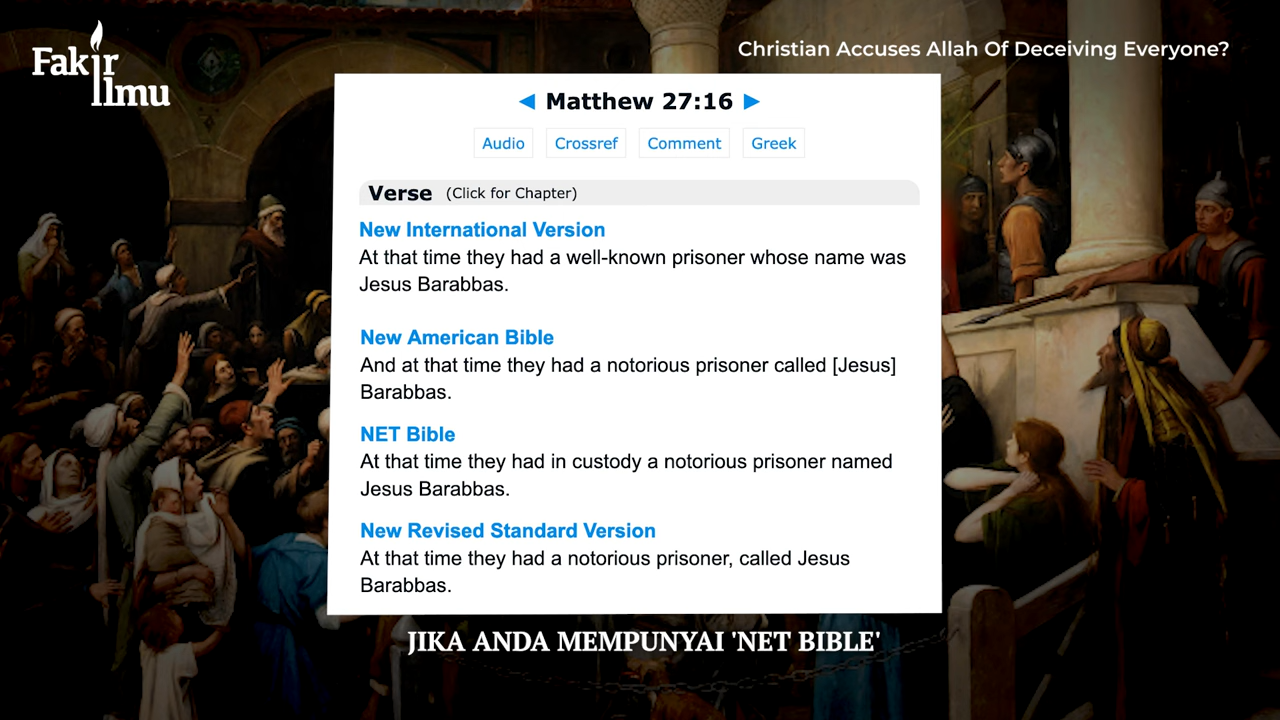 Fakir
Ilmu
Christian Accuses Allah Of Deceiving Everyone?
◀ Matthew 27:16 ▶
Audio Crossref Comment Greek
Verse (Click for Chapter)
New International Version
At that time they had a well-known prisoner whose name was
Jesus Barabbas.
New American Bible
And at that time they had a notorious prisoner called [Jesus]
Barabbas.
NET Bible
At that time they had in custody a notorious prisoner named
Jesus Barabbas.
New Revised Standard Version
At that time they had a notorious prisoner, called Jesus
Barabbas.
JIKA ANDA MEMPUNYAI 'NET BIBLE'